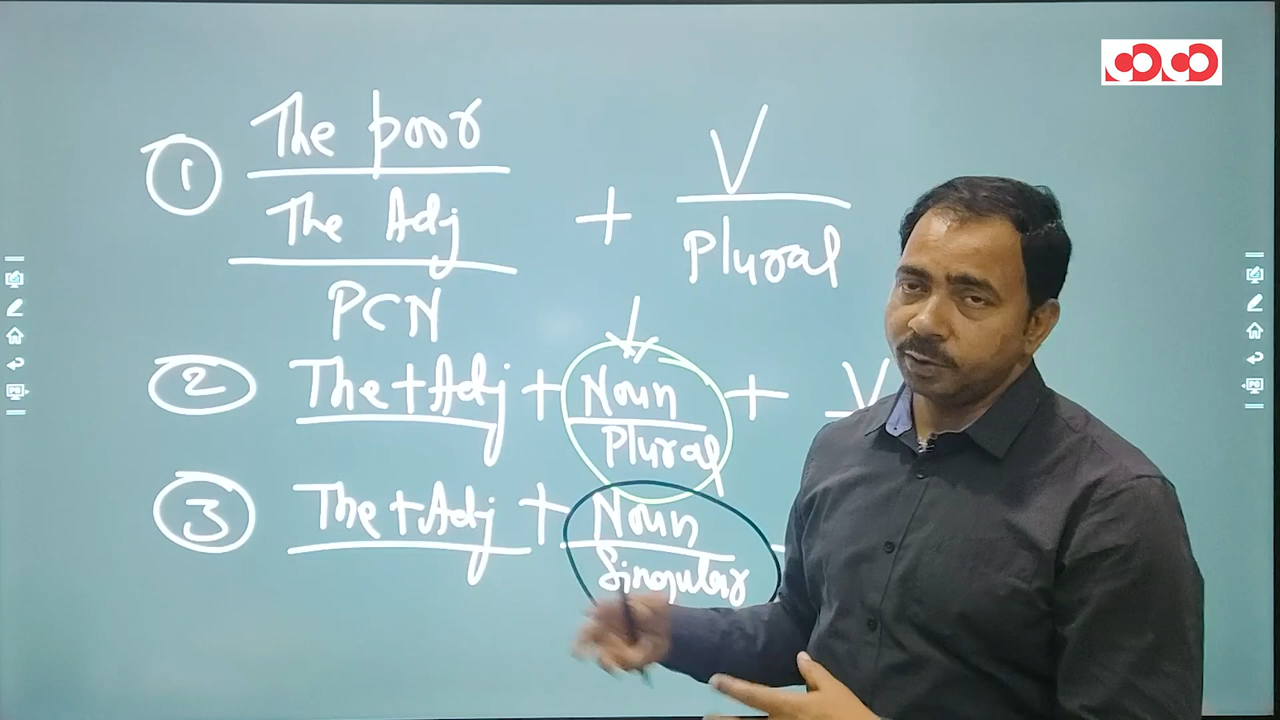 ① The poor + V
The Adj Plural
PCN
② The + Adj + Noun + V
Plural
③ The + Adj + Noun
Singular